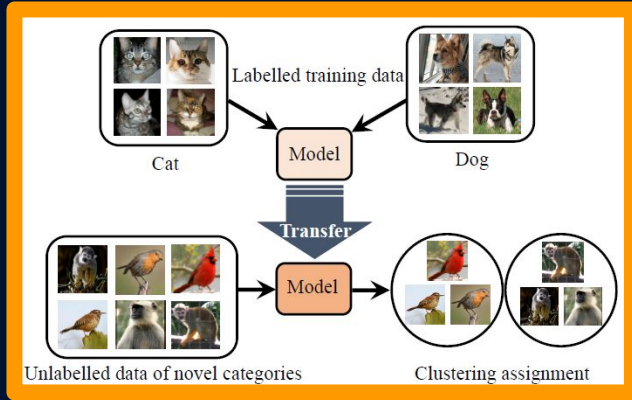 Labelled training data
Cat
Model
Dog
Transfer
Model
Unlabelled data of novel categories
Clustering assignment